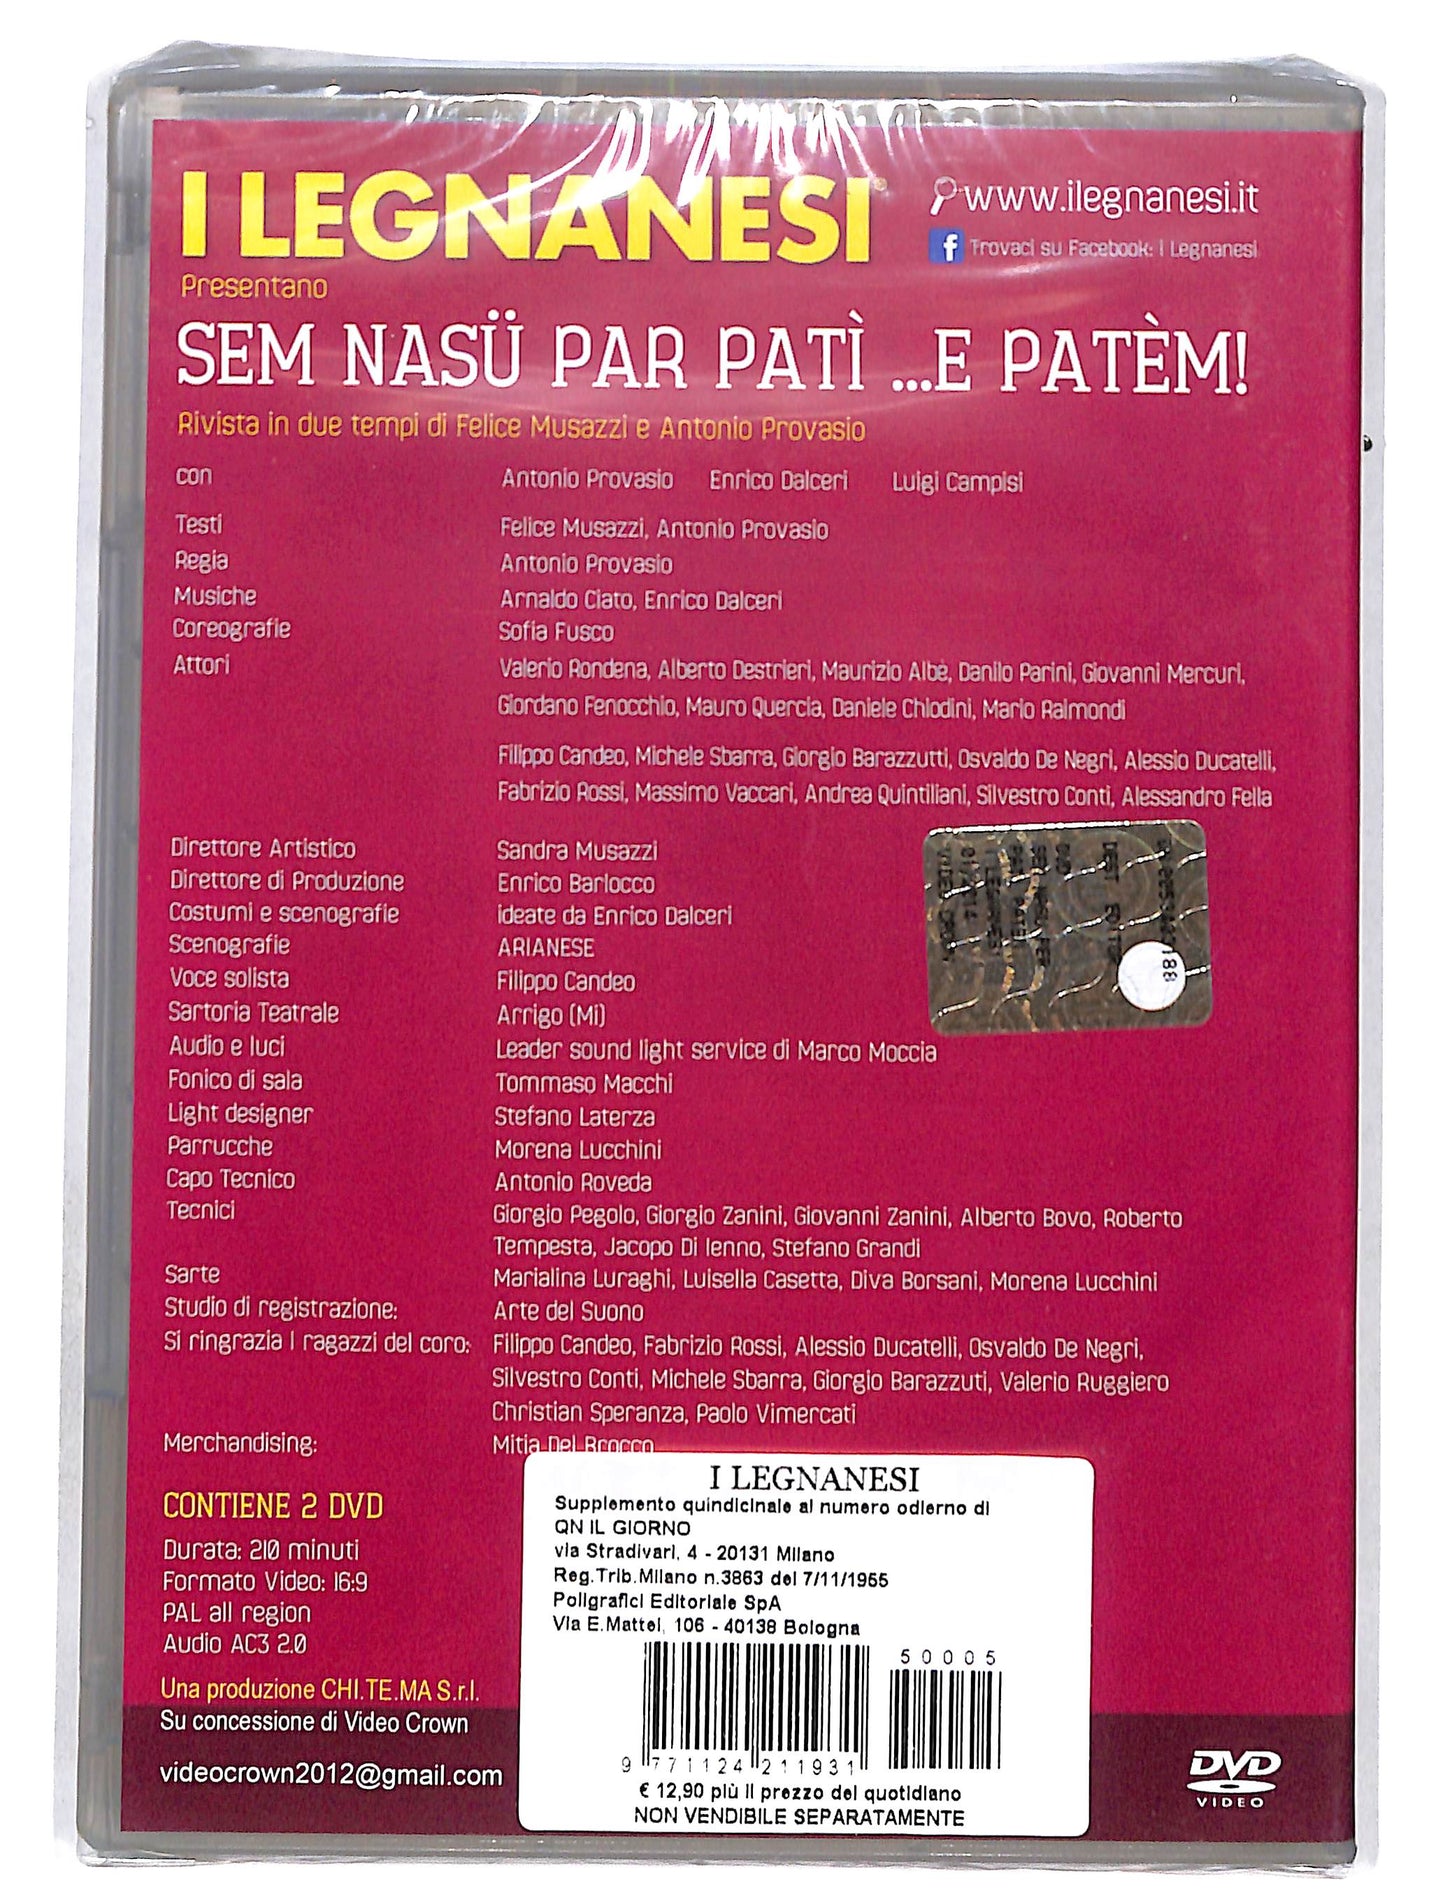 I LEGNANESI®
www.ilegnanesi.it
f Trovaci su Facebook: I Legnanesi
Presentano
SEM NASÜ PAR PATÌ ...E PATÈM!
Rivista in due tempi di Felice Musazzi e Antonio Provasio
con Antonio Provasio Enrico Dalceri Luigi Campisi
Testi Felice Musazzi, Antonio Provasio
Regia Antonio Provasio
Musiche Arnaldo Ciato, Enrico Dalceri
Coreografie Sofia Fusco
Attori Valerio Rondena, Alberto Destrieri, Maurizio Albè, Danilo Parini, Giovanni Mercuri,
Giordano Fenocchio, Mauro Quercia, Daniele Chiodini, Mario Raimondi
Filippo Candeo, Michele Sbarra, Giorgio Barazzutti, Osvaldo De Negri, Alessio Ducatelli,
Fabrizio Rossi, Massimo Vaccari, Andrea Quintiliani, Silvestro Conti, Alessandro Fella
Direttore Artistico Sandra Musazzi
Direttore di Produzione Enrico Barlocco
Costumi e scenografie ideate da Enrico Dalceri
Scenografie ARIANESE
Voce solista Filippo Candeo
Sartoria Teatrale Arrigo (Mi)
Audio e luci Leader sound light service di Marco Moccia
Fonico di sala Tommaso Macchi
Light designer Stefano Laterza
Parrucche Morena Lucchini
Capo Tecnico Antonio Roveda
Tecnici Giorgio Pegolo, Giorgio Zanini, Giovanni Zanini, Alberto Bovo, Roberto
Tempesta, Jacopo Di Ienno, Stefano Grandi
Sarte Marialina Luraghi, Luisella Casetta, Diva Borsani, Morena Lucchini
Studio di registrazione: Arte del Suono
Si ringrazia I ragazzi del coro: Filippo Candeo, Fabrizio Rossi, Alessio Ducatelli, Osvaldo De Negri,
Silvestro Conti, Michele Sbarra, Giorgio Barazzuti, Valerio Ruggiero
Christian Speranza, Paolo Vimercati
Merchandising: Mitia Del Brocco
CONTIENE 2 DVD
Durata: 210 minuti
Formato Video: 16:9
PAL all region
Audio AC3 2.0
Una produzione CHI.TE.MA S.r.l.
Su concessione di Video Crown
videocrown2012@gmail.com
I LEGNANESI
Supplemento quindicinale al numero odierno di
QN IL GIORNO
via Stradivari, 4 - 20131 Milano
Reg.Trib.Milano n.3863 del 7/11/1955
Poligrafici Editoriale SpA
Via E.Mattei, 106 - 40138 Bologna
50005
9 771124 211931
€ 12,90 più il prezzo del quotidiano
NON VENDIBILE SEPARATAMENTE
DVD
VIDEO